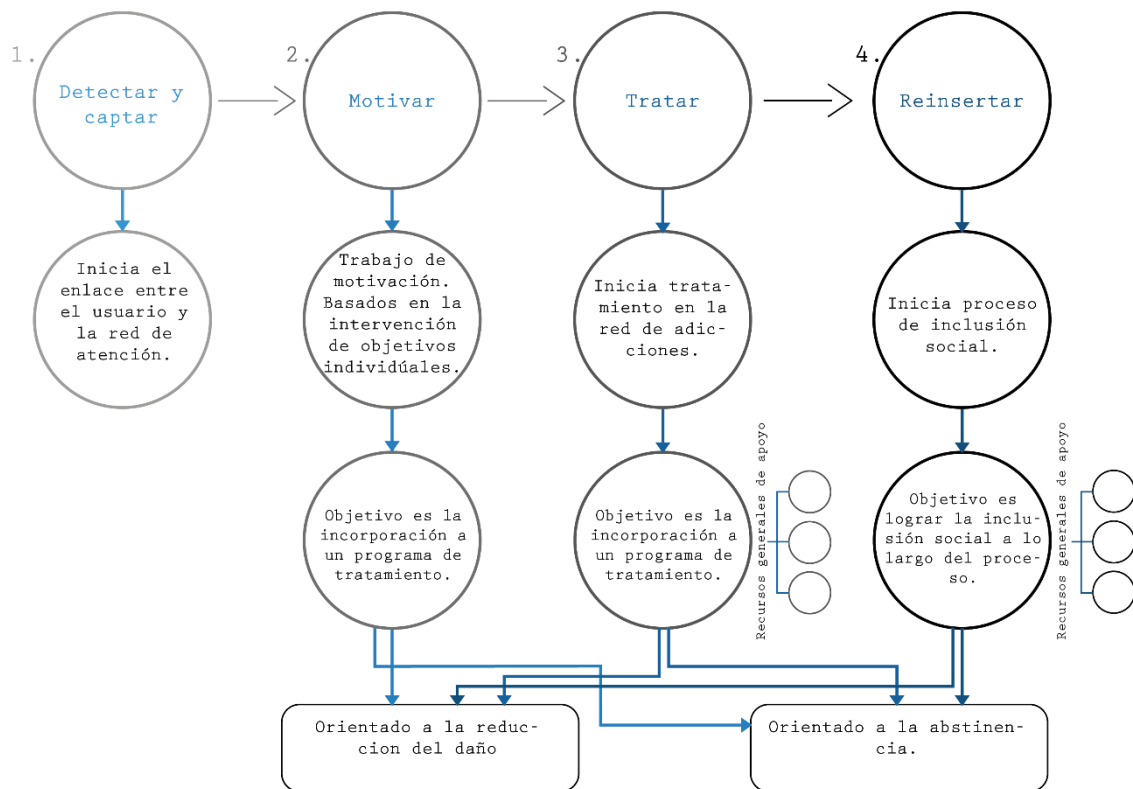 1.
Detectar y
captar
2.
Motivar
3.
Tratar
4.
Reinsertar
Inicia el
enlace entre
el usuario y
la red de
atención.
Trabajo de
motivación.
Basados en la
intervención
de objetivos
individúales.
Inicia trata-
miento en la
red de adic-
ciones.
Inicia proceso
de inclusión
social.
Objetivo es la
incorporación a
un programa de
tratamiento.
Objetivo es la
incorporación a
un programa de
tratamiento.
Recursos generales de apoyo
Objetivo es
lograr la inclu-
sión social a lo
largo del proce-
so.
Recursos generales de apoyo
Orientado a la reduc
cion del daño
Orientado a la abstinen-
cia.